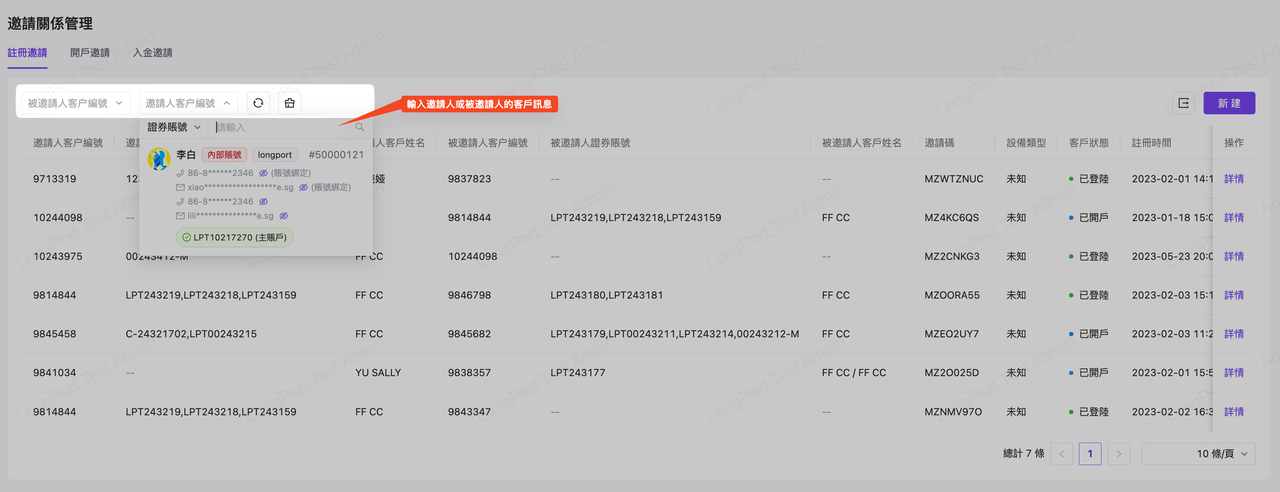 邀請關係管理
註冊邀請 開戶邀請 入金邀請
被邀請人客户編號 邀請人客户編號 輸入邀請人或被邀請人的客戶訊息 新 建
證券賬號 請輸入
李白 內部賬號 longport #50000121
86-8******2346 (賬號綁定)
xiao******************e.sg (賬號綁定)
86-8******2346
lili****************e.sg
LPT10217270 (主賬戶)
邀請人客户編號 人客戶姓名 被邀請人客户編號 被邀請人證券賬號 被邀請人客戶姓名 邀請碼 設備類型 客戶狀態 註冊時間 操作
9713319 12 婭 9837823 -- -- MZWTZNUC 未知 已登陸 2023-02-01 14:1 詳情
10244098 -- 9814844 LPT243219,LPT243218,LPT243159 FF CC MZ4KC6QS 未知 已開戶 2023-01-18 15:0 詳情
10243975 00243412-M FF CC 10244098 -- -- MZ2CNKG3 未知 已登陸 2023-05-23 20:0 詳情
9814844 LPT243219,LPT243218,LPT243159 FF CC 9846798 LPT243180,LPT243181 FF CC MZOORA55 未知 已登陸 2023-02-03 15:1 詳情
9845458 C-24321702,LPT00243215 FF CC 9845682 LPT243179,LPT00243211,LPT243214,00243212-M FF CC MZEO2UY7 未知 已開戶 2023-02-03 11:2 詳情
9841034 -- YU SALLY 9838357 LPT243177 FF CC / FF CC MZ2O025D 未知 已開戶 2023-02-01 15:5 詳情
9814844 LPT243219,LPT243218,LPT243159 FF CC 9843347 -- -- MZNMV97O 未知 已登陸 2023-02-02 16:3 詳情
總計 7 條 1 10 條/頁
LongPort Test Admin